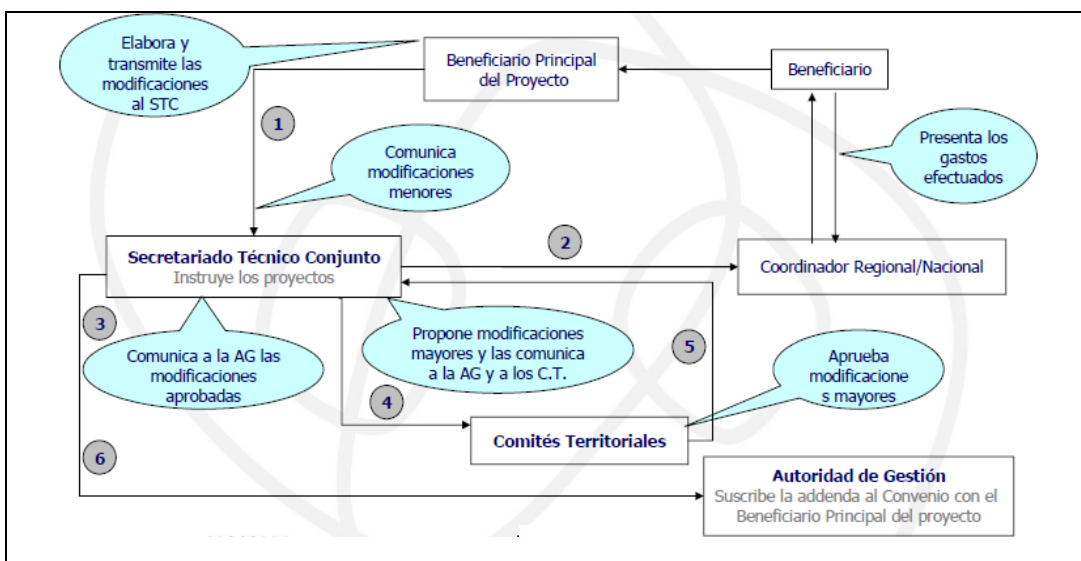 Elabora y
transmite las
modificaciones
al STC
Beneficiario Principal
del Proyecto
Beneficiario
1
Comunica
modificaciones
menores
Presenta los
gastos
efectuados
Secretariado Técnico Conjunto
Instruye los proyectos
2
Coordinador Regional/Nacional
3
Comunica a la AG las
modificaciones
aprobadas
Propone modificaciones
mayores y las comunica
a la AG y a los C.T.
4
5
Aprueba
modificacione
s mayores
Comités Territoriales
6
Autoridad de Gestión
Suscribe la addenda al Convenio con el
Beneficiario Principal del proyecto